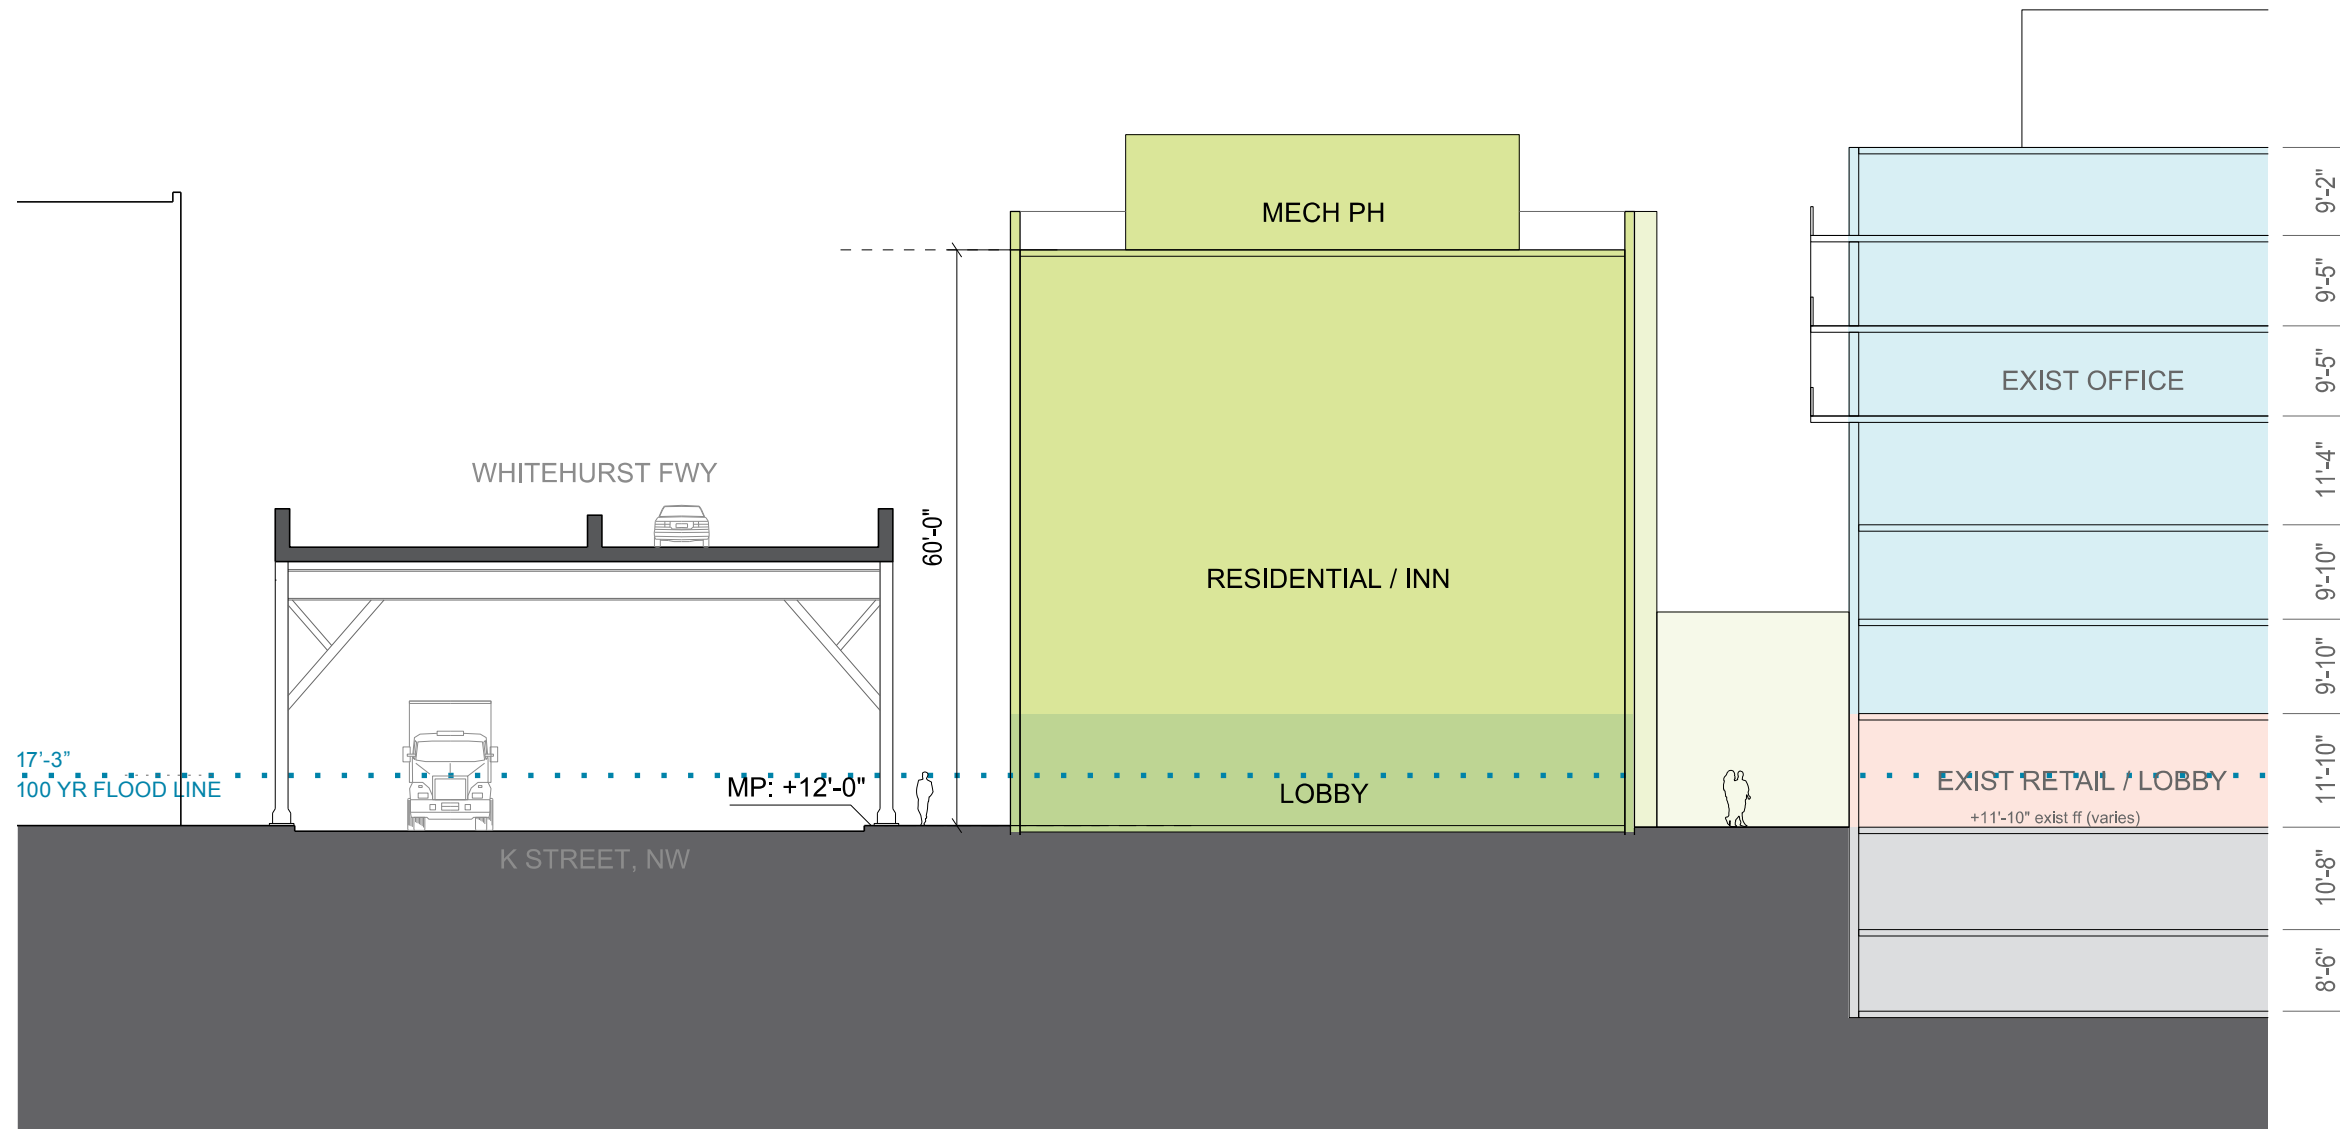 MECH PH
9'-2"
9'-5"
EXIST OFFICE
9'-5"
WHITEHURST FWY
11'-4"
60'-0"
RESIDENTIAL / INN
9'-10"
9'-10"
17'-3”
100 YR FLOOD LINE
MP: +12'-0"
LOBBY
EXIST RETAIL / LOBBY
+11'-10" exist ff (varies)
11'-10"
K STREET, NW
10'-8"
8'-6"